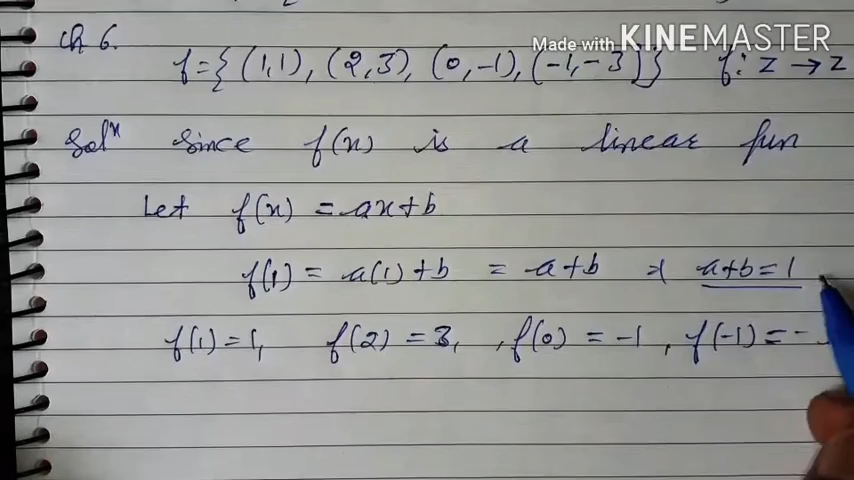 Made with KINEMASTER
Ch 6.
f = { (1,1), (2,3), (0,-1), (-1,-3)} f: Z → Z
Solⁿ Since f(x) is a linear fun
Let f(x) = ax+b
f(1) = a(1)+b = a+b ⇒ a+b=1
f(1)=1, f(2) = 3, , f(0) = -1 , f(-1) = -